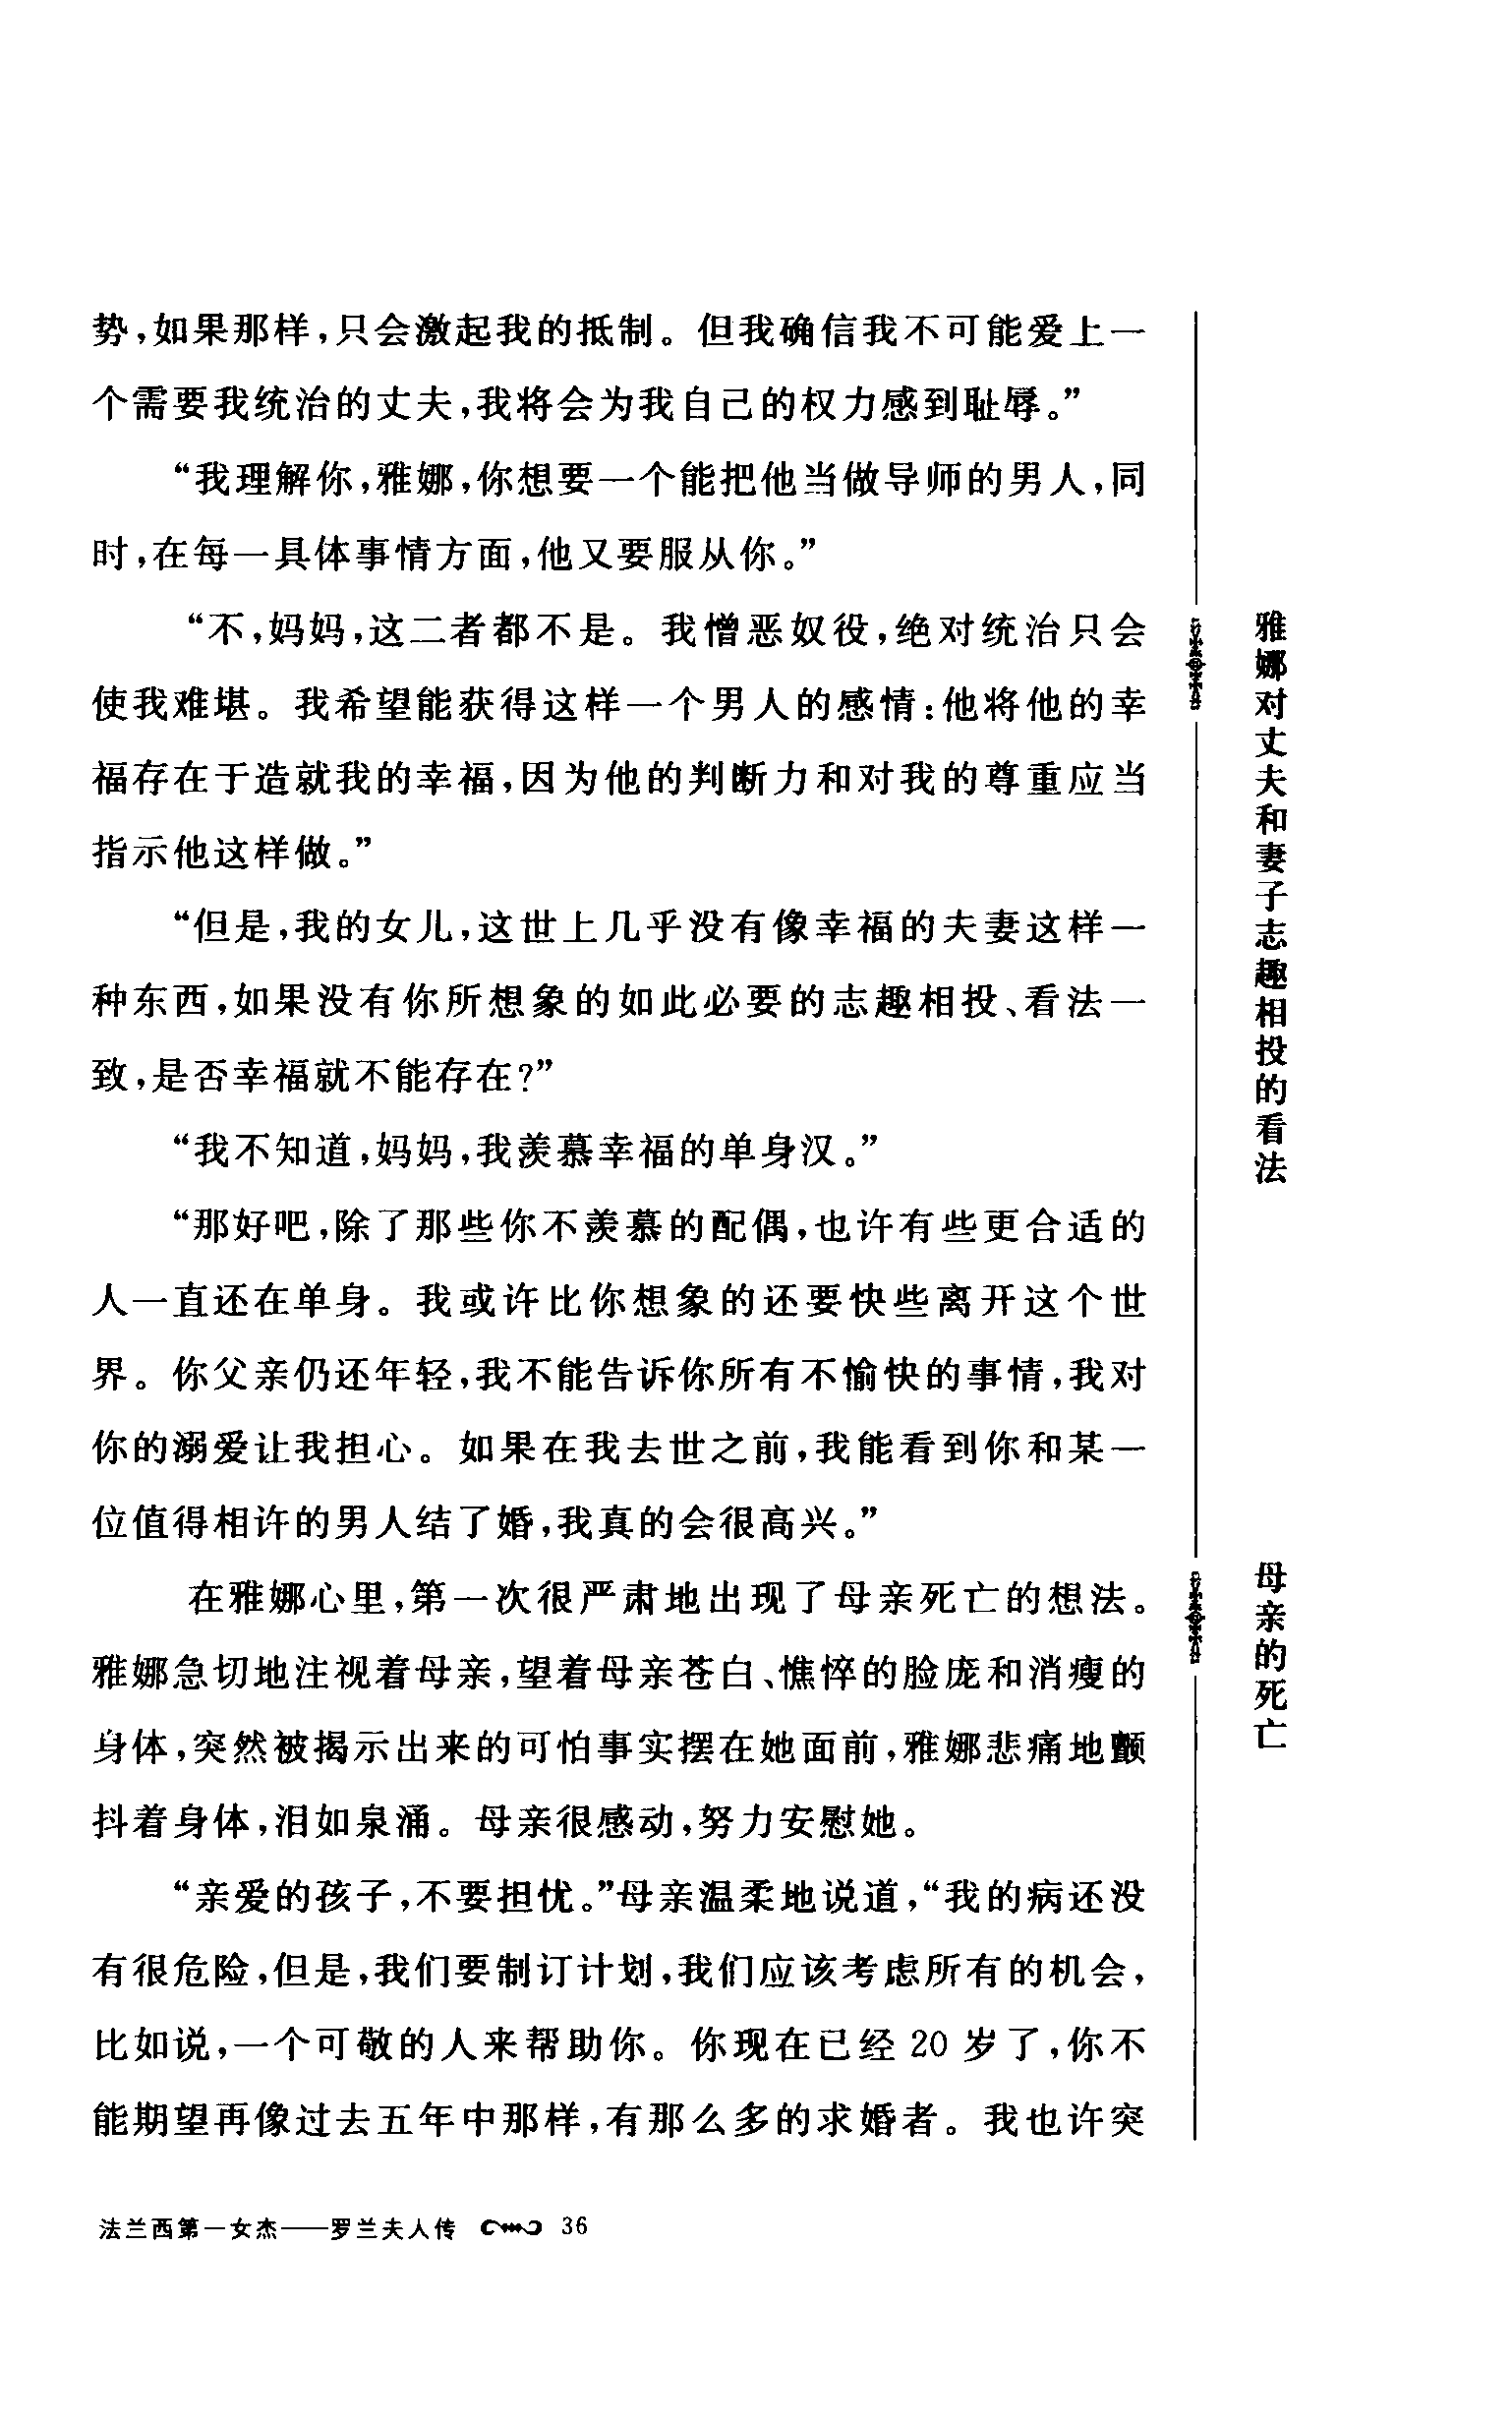 势，如果那样，只会激起我的抵制。但我确信我不可能爱上一
个需要我统治的丈夫，我将会为我自己的权力感到耻辱。”
“我理解你，雅娜，你想要一个能把他当做导师的男人，同
时，在每一具体事情方面，他又要服从你。”
“不，妈妈，这二者都不是。我憎恶奴役，绝对统治只会
使我难堪。我希望能获得这样一个男人的感情：他将他的幸
福存在于造就我的幸福，因为他的判断力和对我的尊重应当
指示他这样做。”
“但是，我的女儿，这世上几乎没有像幸福的夫妻这样一
种东西，如果没有你所想象的如此必要的志趣相投、看法一
致，是否幸福就不能存在？”
“我不知道，妈妈，我羡慕幸福的单身汉。”
“那好吧，除了那些你不羡慕的配偶，也许有些更合适的
人一直还在单身。我或许比你想象的还要快些离开这个世
界。你父亲仍还年轻，我不能告诉你所有不愉快的事情，我对
你的溺爱让我担心。如果在我去世之前，我能看到你和某一
位值得相许的男人结了婚，我真的会很高兴。”
在雅娜心里，第一次很严肃地出现了母亲死亡的想法。
雅娜急切地注视着母亲，望着母亲苍白、憔悴的脸庞和消瘦的
身体，突然被揭示出来的可怕事实摆在她面前，雅娜悲痛地颤
抖着身体，泪如泉涌。母亲很感动，努力安慰她。
“亲爱的孩子，不要担忧。”母亲温柔地说道，“我的病还没
有很危险，但是，我们要制订计划，我们应该考虑所有的机会，
比如说，一个可敬的人来帮助你。你现在已经 20 岁了，你不
能期望再像过去五年中那样，有那么多的求婚者。我也许突
雅娜对丈夫和妻子志趣相投的看法
母亲的死亡
法兰西第一女杰——罗兰夫人传 36